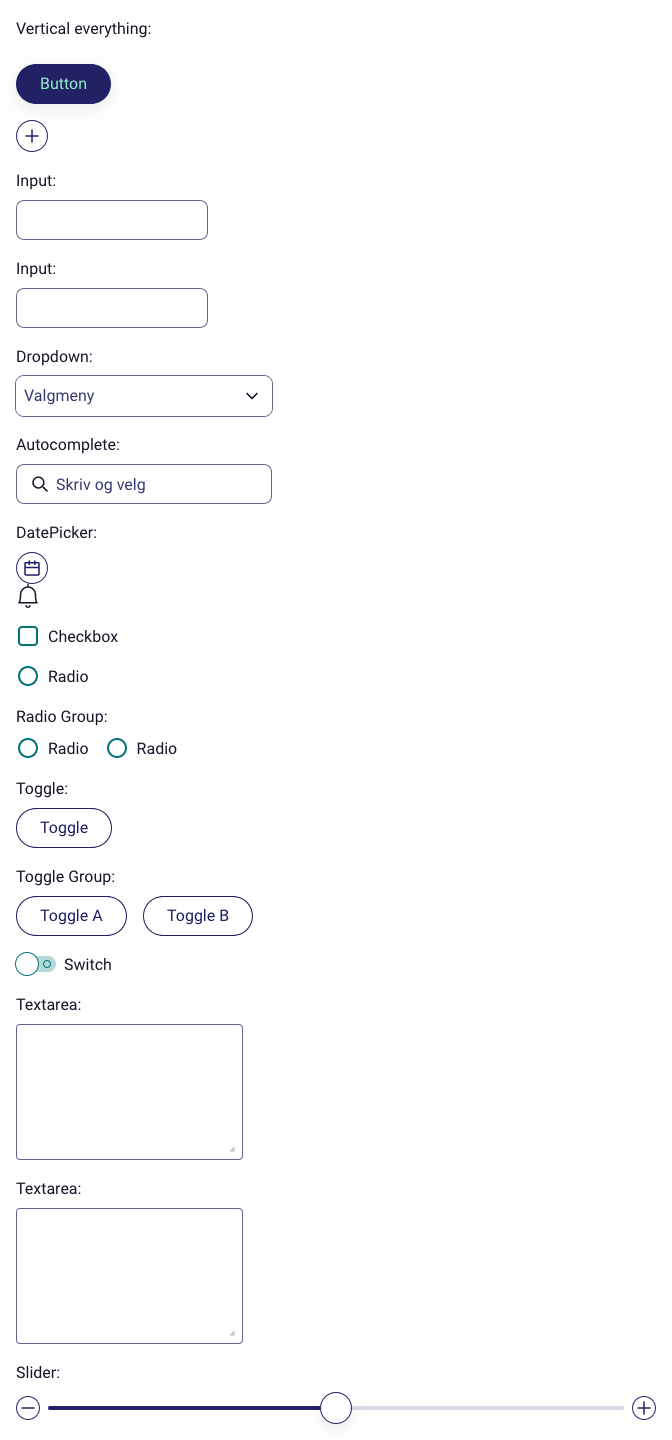 Vertical everything:
Button
Input:
Input:
Dropdown:
Valgmeny
Autocomplete:
Skriv og velg
DatePicker:
Checkbox
Radio
Radio Group:
Radio Radio
Toggle:
Toggle
Toggle Group:
Toggle A Toggle B
Switch
Textarea:
Textarea:
Slider: